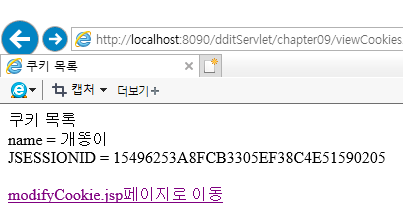 http://localhost:8090/dditServlet/chapter09/viewCookies
쿠키 목록
캡처 더보기+
쿠키 목록
name = 개똥이
JSESSIONID = 15496253A8FCB3305EF38C4E51590205
modifyCookie.jsp페이지로 이동